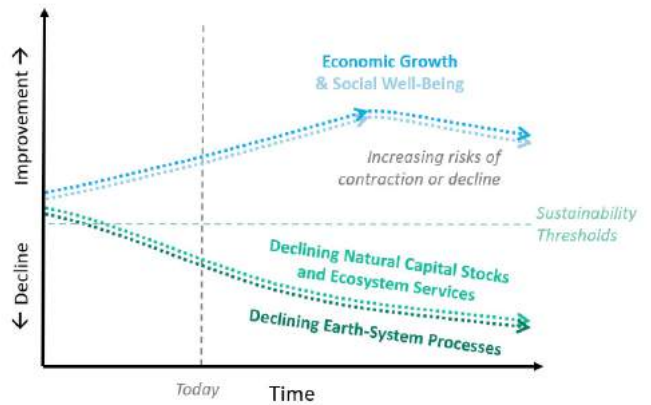 Economic Growth
& Social Well-Being
Improvement →
Increasing risks of
contraction or decline
Sustainability
Thresholds
Declining Natural Capital Stocks
and Ecosystem Services
← Decline
Declining Earth-System Processes
Today
Time